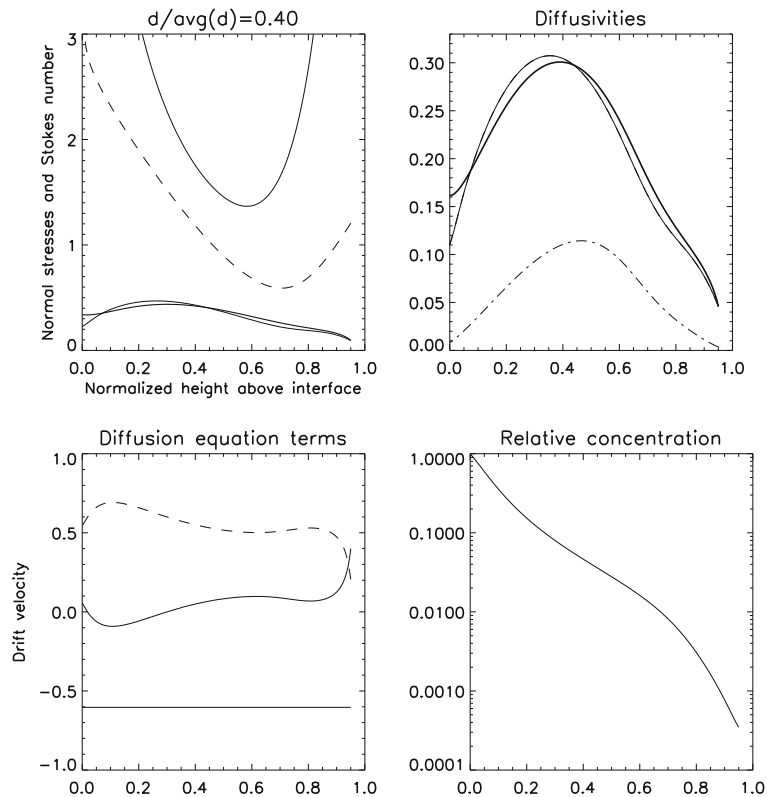 d/avg(d)=0.40
Normal stresses and Stokes number
3
2
1
0
0.0 0.2 0.4 0.6 0.8 1.0
Normalized height above interface
Diffusivities
0.30
0.25
0.20
0.15
0.10
0.05
0.00
0.0 0.2 0.4 0.6 0.8 1.0
Diffusion equation terms
Drift velocity
1.0
0.5
0.0
−0.5
−1.0
0.0 0.2 0.4 0.6 0.8 1.0
Relative concentration
1.0000
0.1000
0.0100
0.0010
0.0001
0.0 0.2 0.4 0.6 0.8 1.0